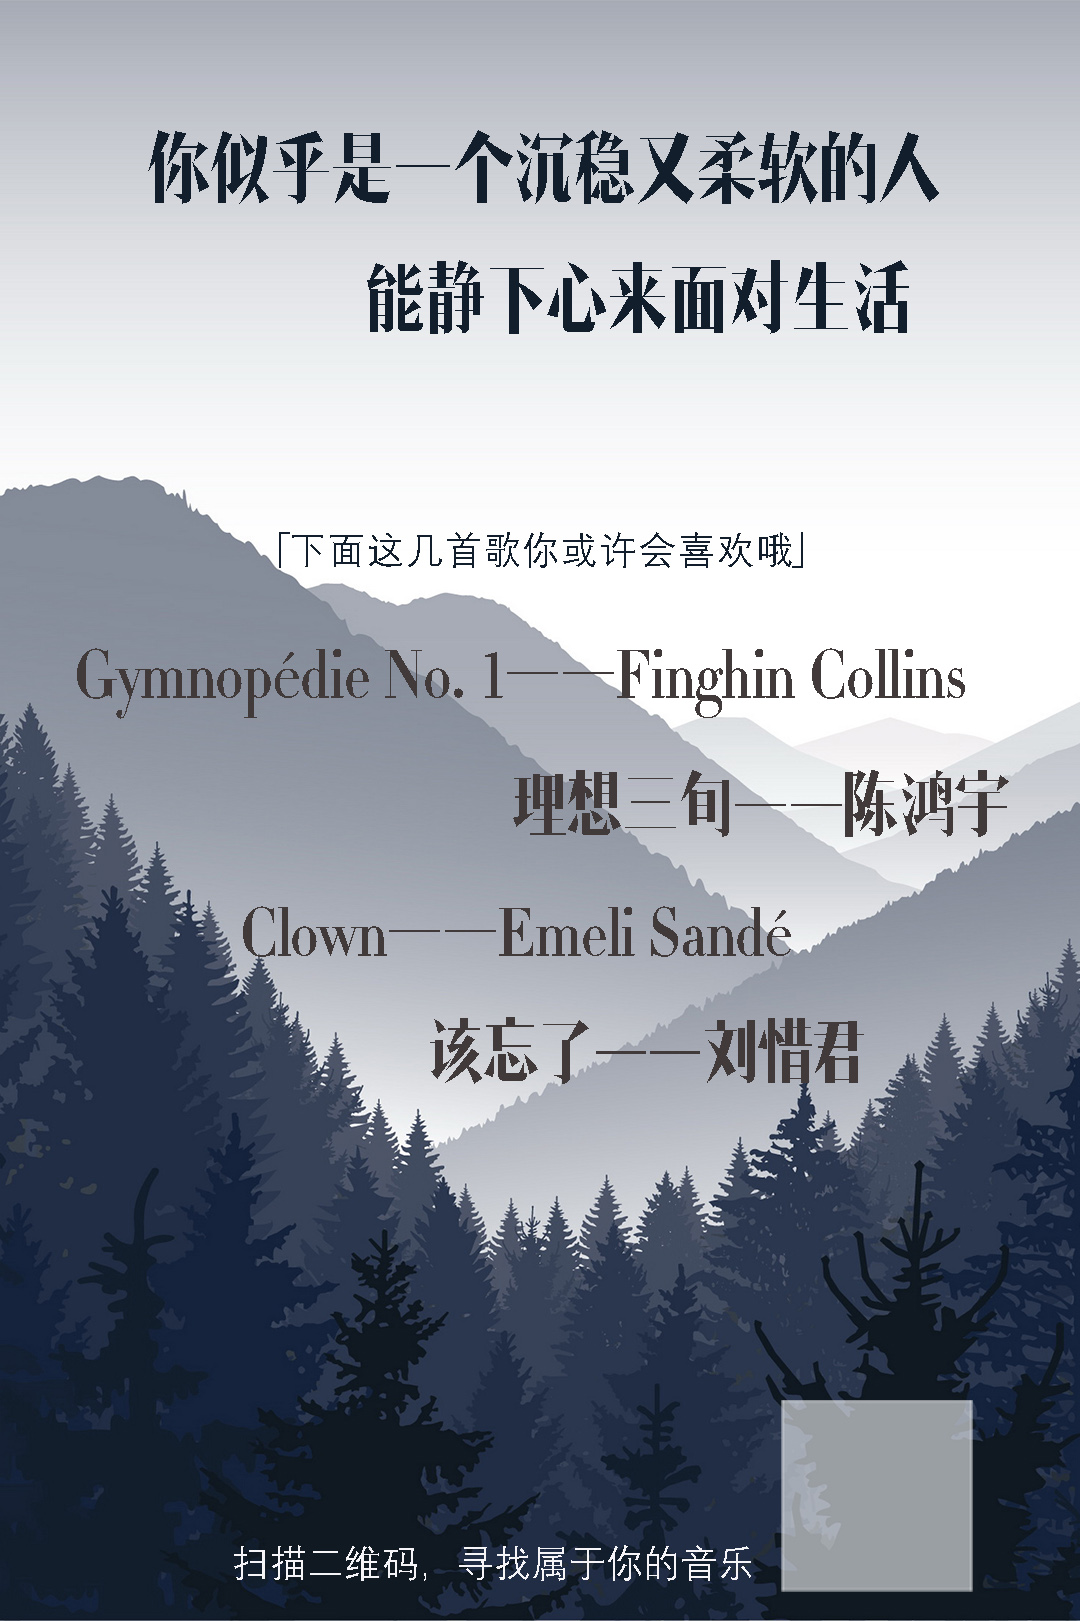 你似乎是一个沉稳又柔软的人
能静下心来面对生活
「下面这几首歌你或许会喜欢哦」
Gymnopédie No. 1——Finghin Collins
理想三旬——陈鸿宇
Clown——Emeli Sandé
该忘了——刘惜君
扫描二维码，寻找属于你的音乐